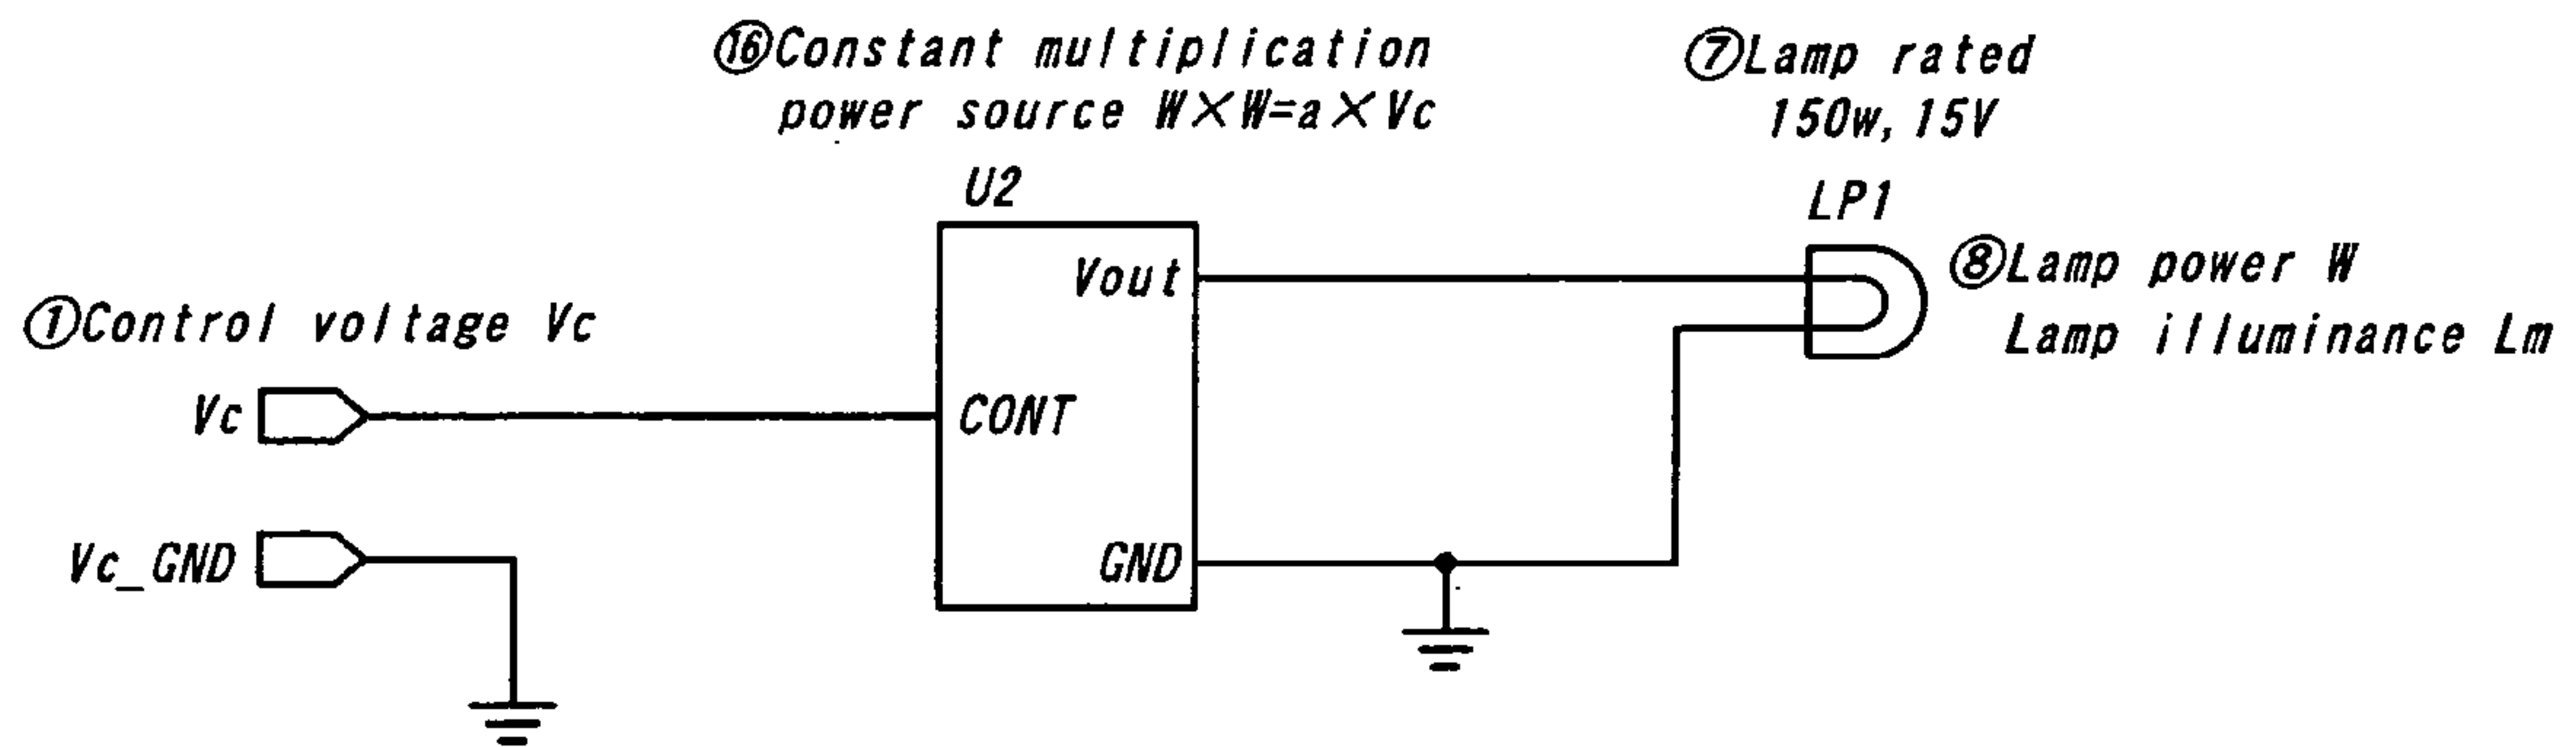 ⑯Constant multiplication
power source W×W=a×Vc
⑦Lamp rated
150w, 15V
U2
LP1
Vout
⑧Lamp power W
Lamp illuminance Lm
①Control voltage Vc
Vc
CONT
Vc_GND
GND